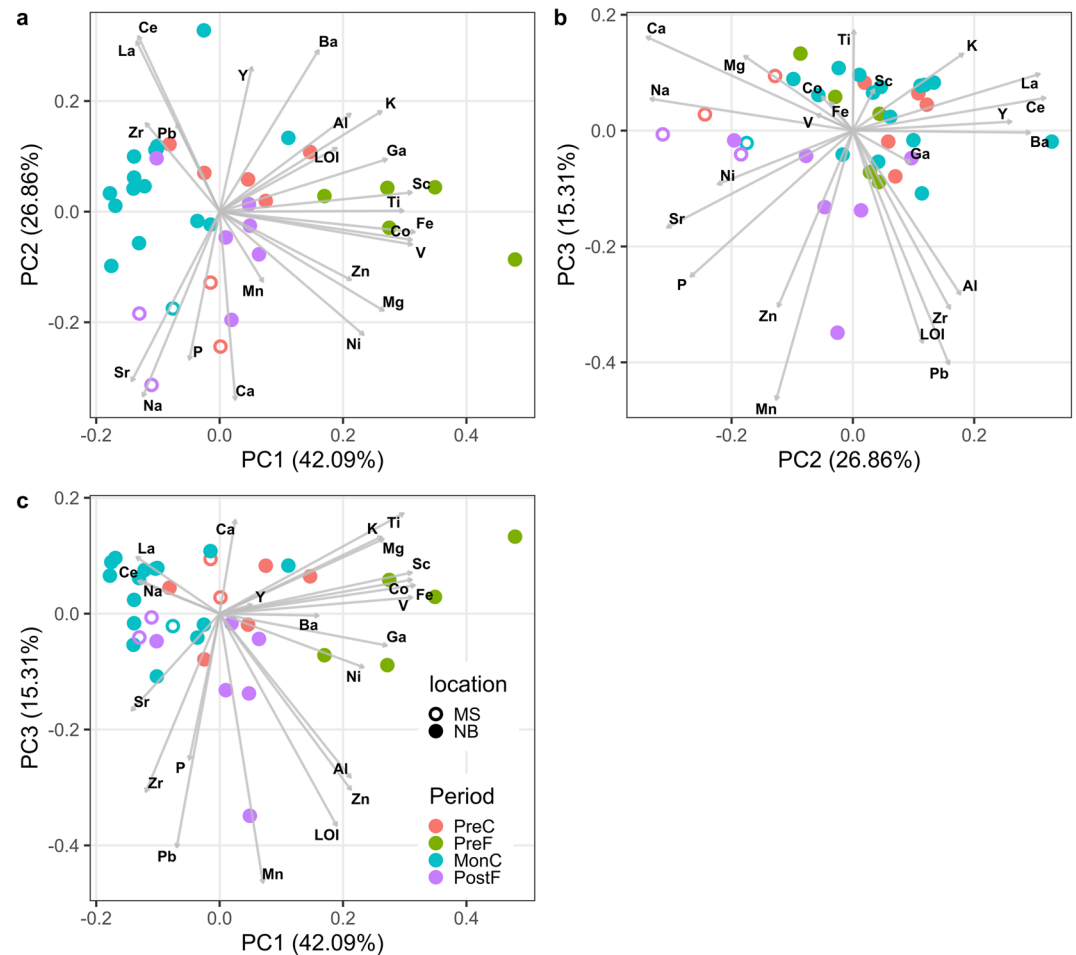 a
Ce
La
Ba
Y
K
Al
Zr
Pb
LOI
Ga
Sc
Ti
Fe
Co
V
Zn
Mn
Mg
Ni
P
Sr
Na
Ca
0.2
0.0
-0.2
PC2 (26.86%)
-0.2
0.0
0.2
0.4
PC1 (42.09%)
b
Ca
Ti
K
Mg
Na
Co
Sc
La
Ce
Fe
V
Y
Ba
Ga
Ni
Sr
P
Zn
Al
Zr
LOI
Pb
Mn
0.2
0.0
-0.2
-0.4
PC3 (15.31%)
-0.2
0.0
0.2
PC2 (26.86%)
c
Ca
K
Ti
Mg
La
Ce
Na
Sc
Co
Fe
V
Y
Ba
Ga
Ni
Sr
P
Zr
Al
Zn
LOI
Pb
Mn
0.2
0.0
-0.2
-0.4
PC3 (15.31%)
-0.2
0.0
0.2
0.4
PC1 (42.09%)
location
MS
NB
Period
PreC
PreF
MonC
PostF